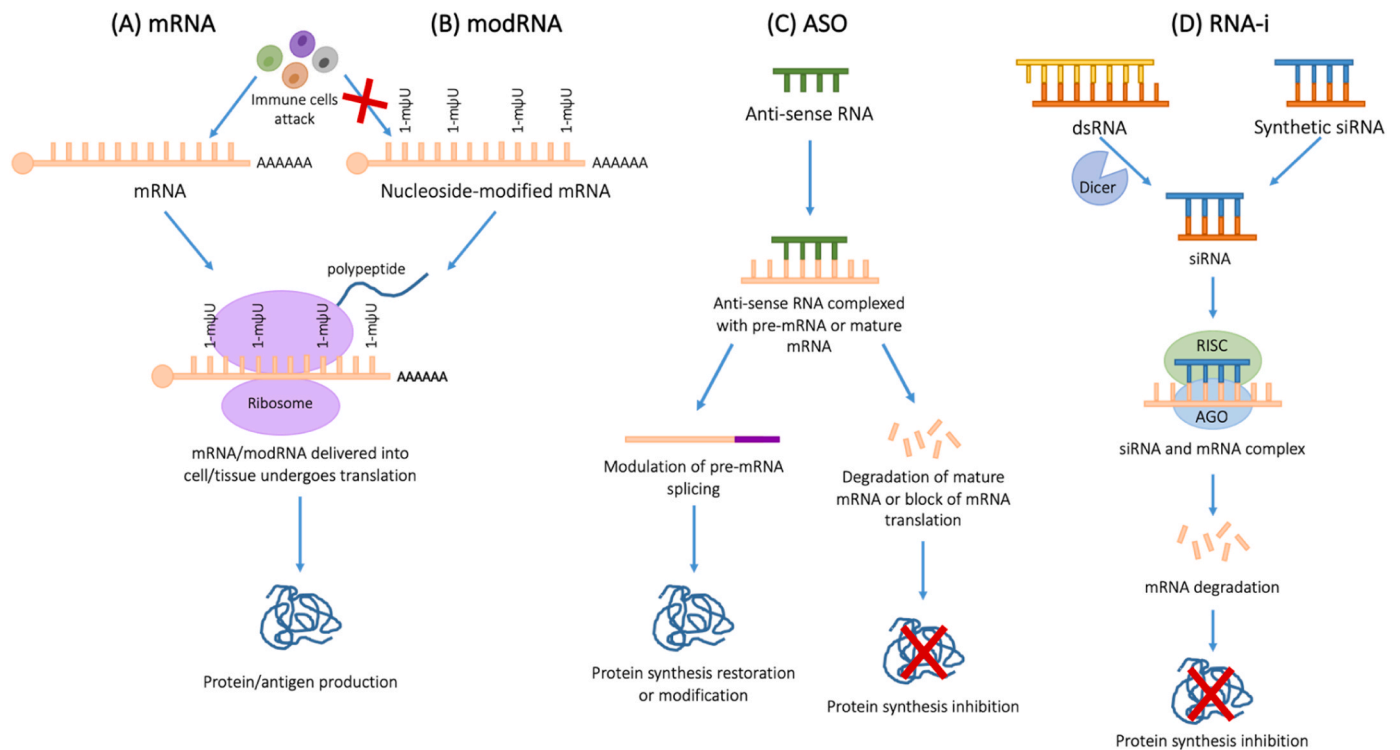 (A) mRNA
(B) modRNA
Immune cells
attack
1-mψU
1-mψU
1-mψU
1-mψU
AAAAAA
mRNA
AAAAAA
Nucleoside-modified mRNA
polypeptide
1-mψU
1-mψU
1-mψU
1-mψU
AAAAAA
Ribosome
mRNA/modRNA delivered into
cell/tissue undergoes translation
Protein/antigen production
(C) ASO
Anti-sense RNA
Anti-sense RNA complexed
with pre-mRNA or mature
mRNA
Modulation of pre-mRNA
splicing
Protein synthesis restoration
or modification
Degradation of mature
mRNA or block of mRNA
translation
Protein synthesis inhibition
(D) RNA-i
dsRNA
Synthetic siRNA
Dicer
siRNA
RISC
AGO
siRNA and mRNA complex
mRNA degradation
Protein synthesis inhibition